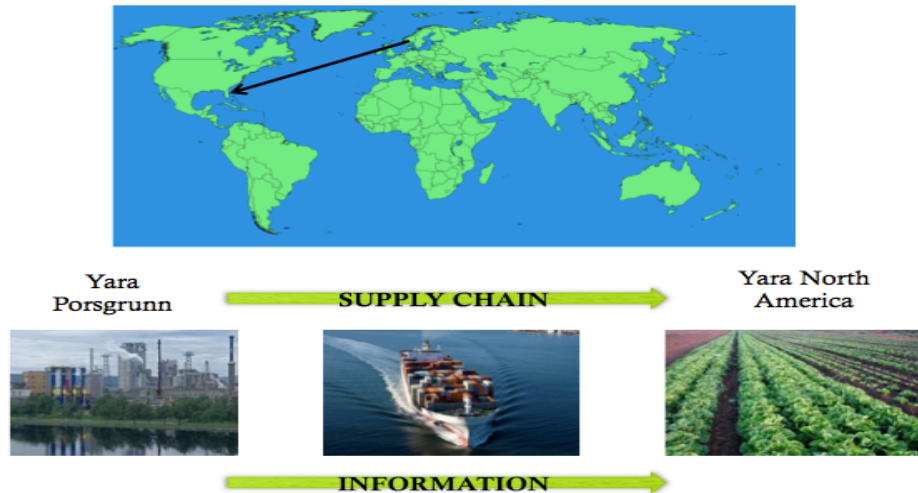 Yara
Porsgrunn
SUPPLY CHAIN
Yara North
America
INFORMATION